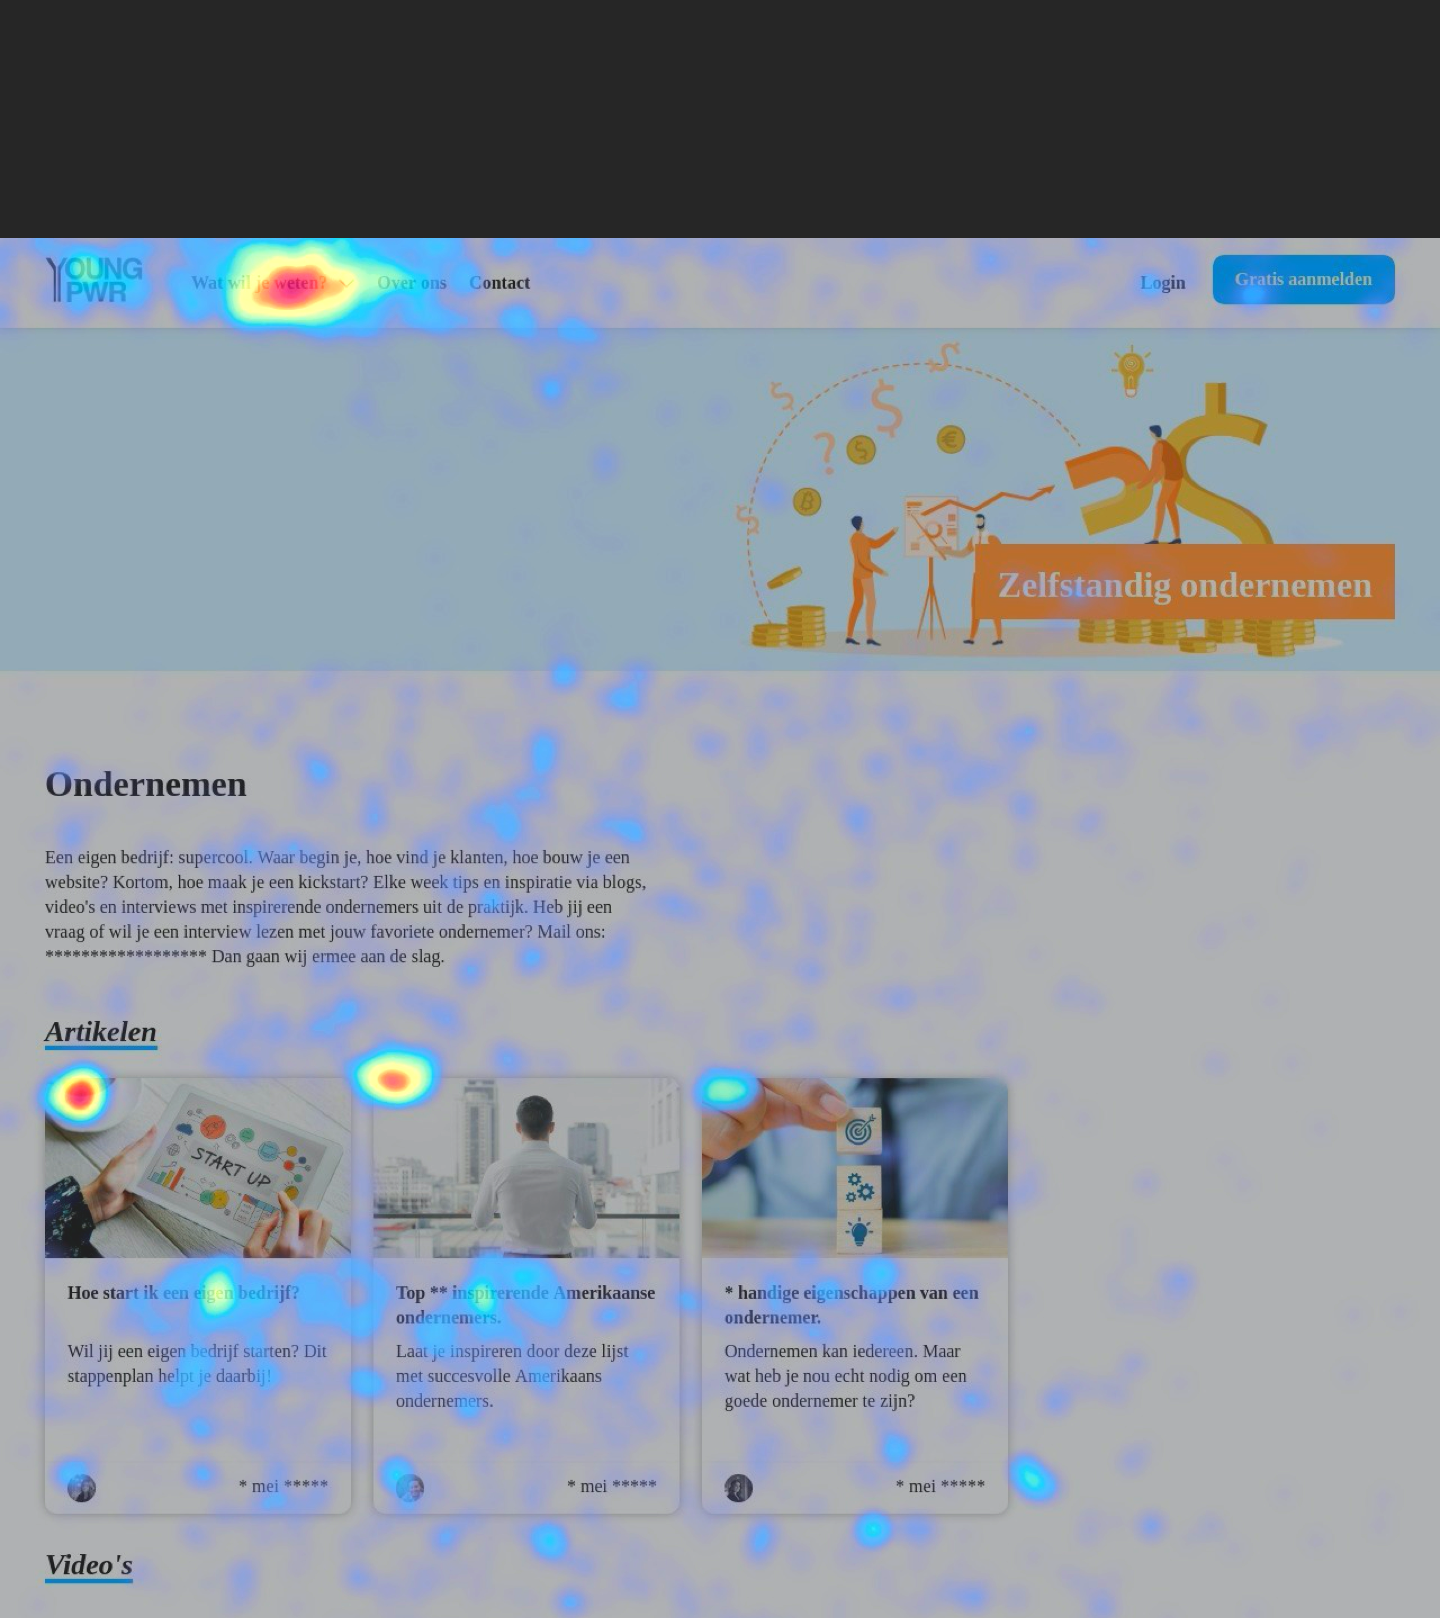 YOUNG
PWR
Wat wil je weten?
Over ons
Contact
Login
Gratis aanmelden
Zelfstandig ondernemen
Ondernemen
Een eigen bedrijf: supercool. Waar begin je, hoe vind je klanten, hoe bouw je een
website? Kortom, hoe maak je een kickstart? Elke week tips en inspiratie via blogs,
video's en interviews met inspirerende ondernemers uit de praktijk. Heb jij een
vraag of wil je een interview lezen met jouw favoriete ondernemer? Mail ons:
****************** Dan gaan wij ermee aan de slag.
Artikelen
START UP
Hoe start ik een eigen bedrijf?
Wil jij een eigen bedrijf starten? Dit
stappenplan helpt je daarbij!
* mei *****
Top ** inspirerende Amerikaanse
ondernemers.
Laat je inspireren door deze lijst
met succesvolle Amerikaans
ondernemers.
* mei *****
* handige eigenschappen van een
ondernemer.
Ondernemen kan iedereen. Maar
wat heb je nou echt nodig om een
goede ondernemer te zijn?
* mei *****
Video's